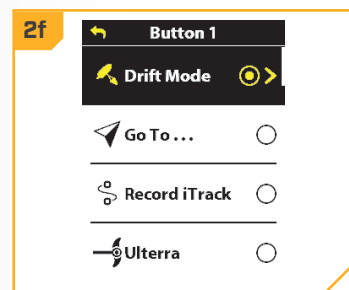 2f
Button 1
Drift Mode
Go To ...
Record iTrack
Ulterra